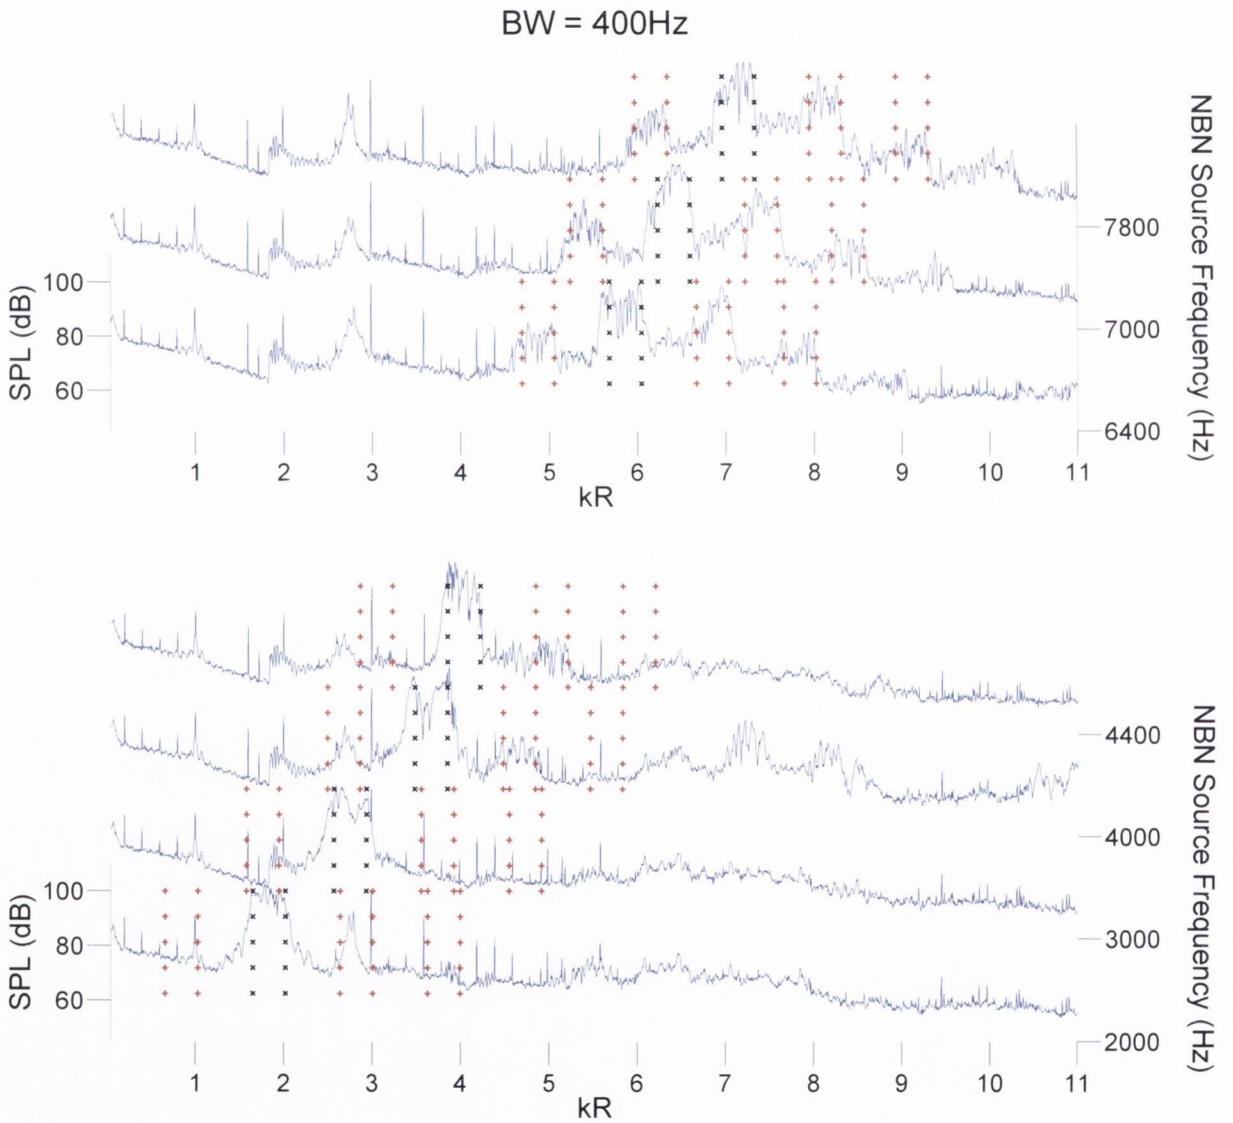 BW = 400Hz
SPL (dB)
100
80
60
NBN Source Frequency (Hz)
7800
7000
6400
1 2 3 4 5 6 7 8 9 10 11
kR
SPL (dB)
100
80
60
NBN Source Frequency (Hz)
4400
4000
3000
2000
1 2 3 4 5 6 7 8 9 10 11
kR